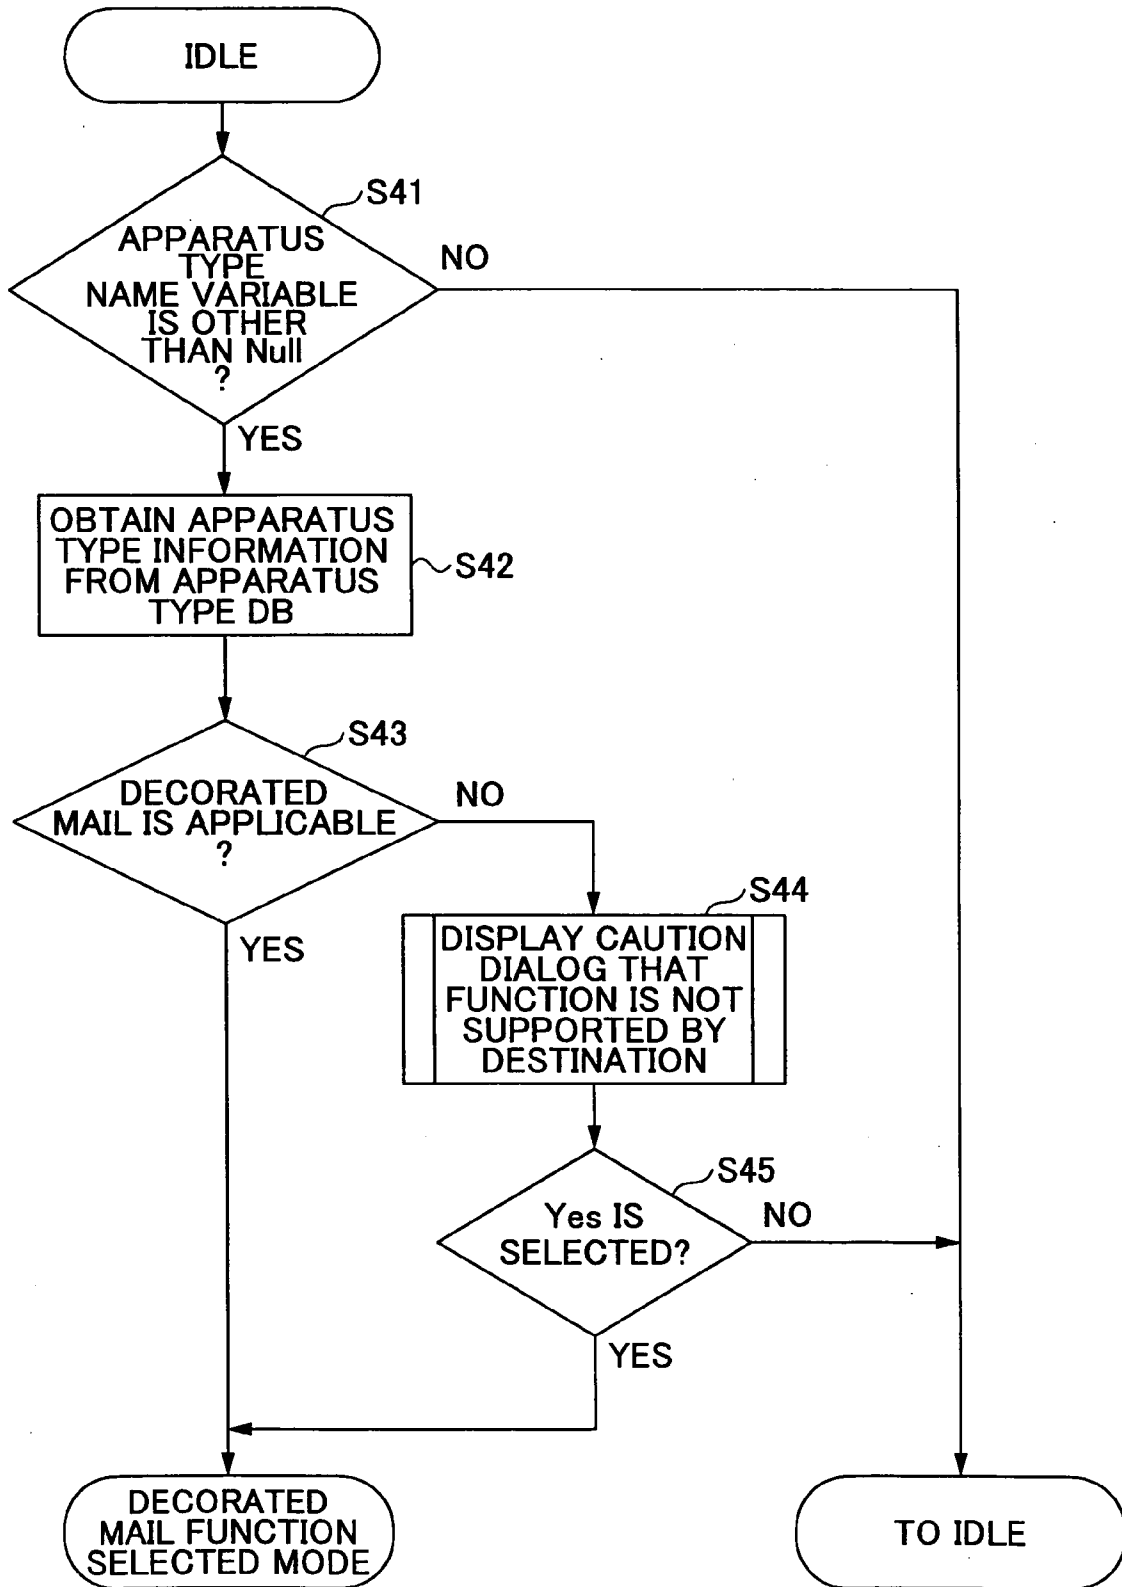 IDLE
S41
APPARATUS
TYPE
NAME VARIABLE
IS OTHER
THAN Null
?
NO
YES
OBTAIN APPARATUS
TYPE INFORMATION
FROM APPARATUS
TYPE DB
S42
S43
DECORATED
MAIL IS APPLICABLE
?
NO
YES
S44
DISPLAY CAUTION
DIALOG THAT
FUNCTION IS NOT
SUPPORTED BY
DESTINATION
S45
Yes IS
SELECTED?
NO
YES
DECORATED
MAIL FUNCTION
SELECTED MODE
TO IDLE